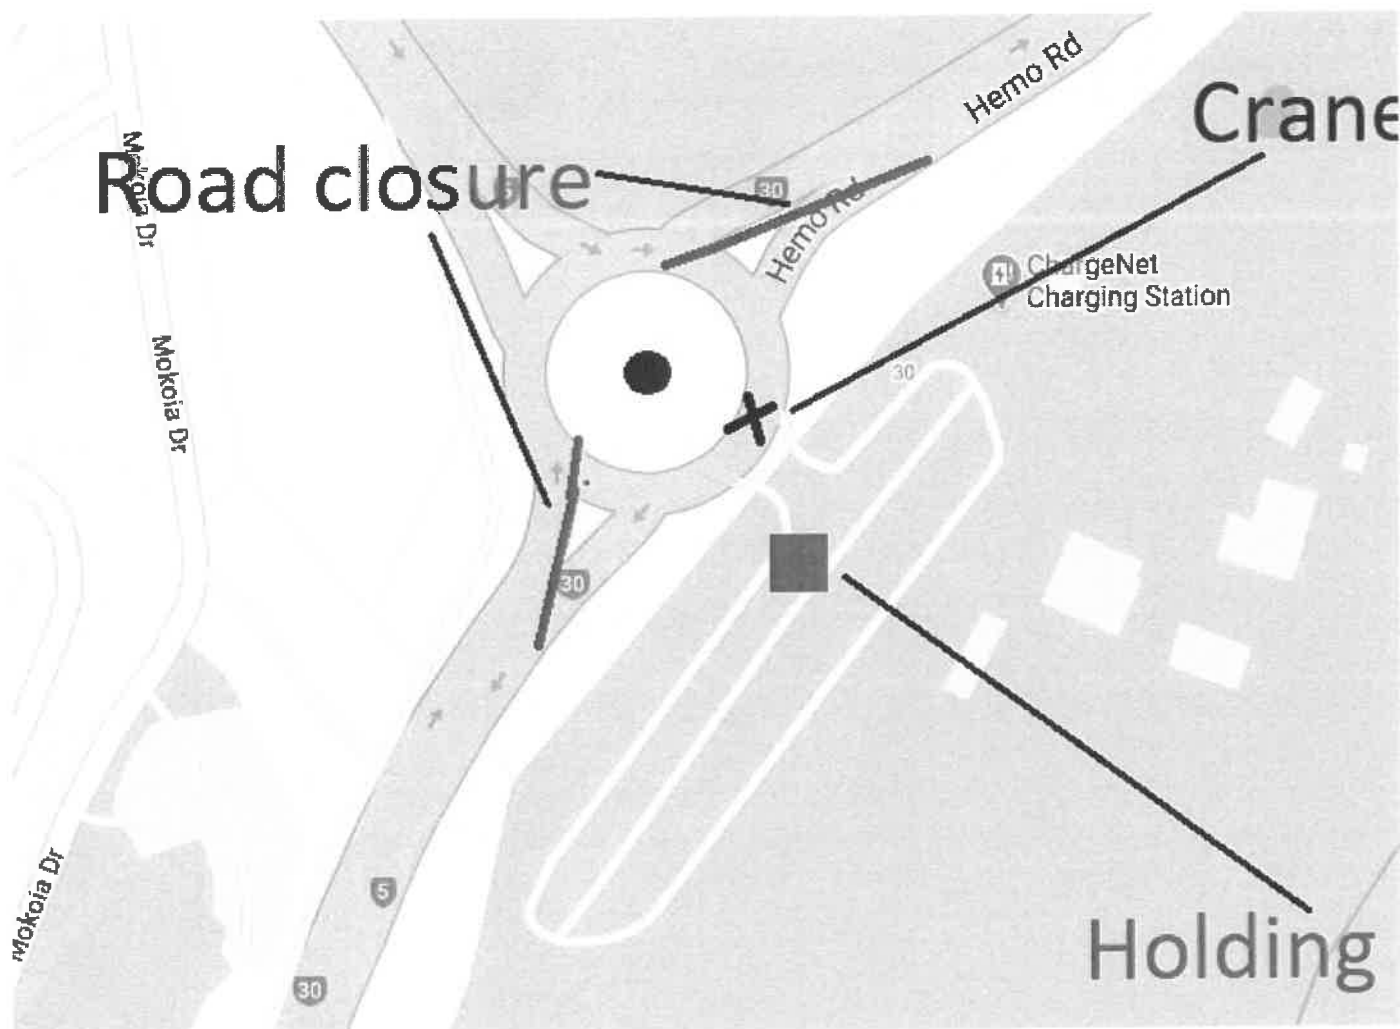 Hemo Rd
Crane
Mokoia Dr
Road closure
5
30
Hemo Rd
ChargeNet
Charging Station
30
Mokoia Dr
30
5
Mokoia Dr
Holding
30